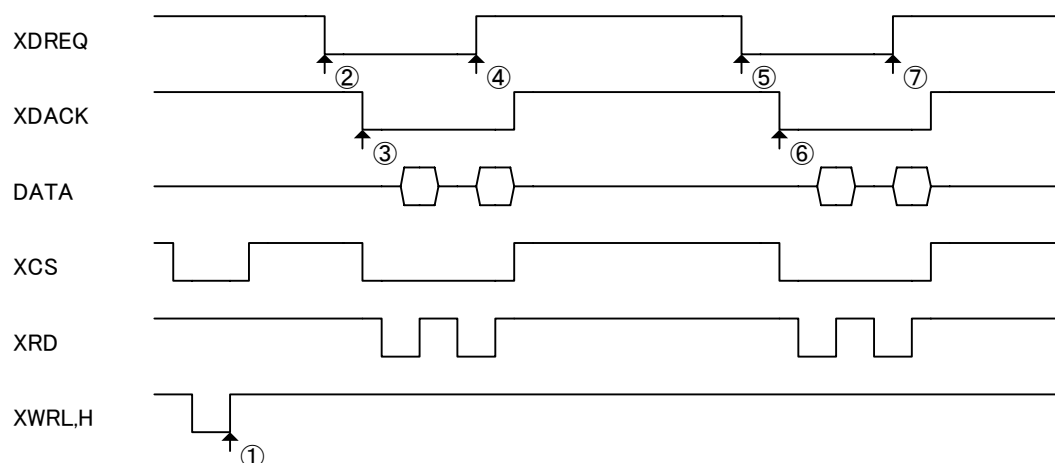 XDREQ
② ④ ⑤ ⑦
XDACK
③ ⑥
DATA
XCS
XRD
XWRL,H
①